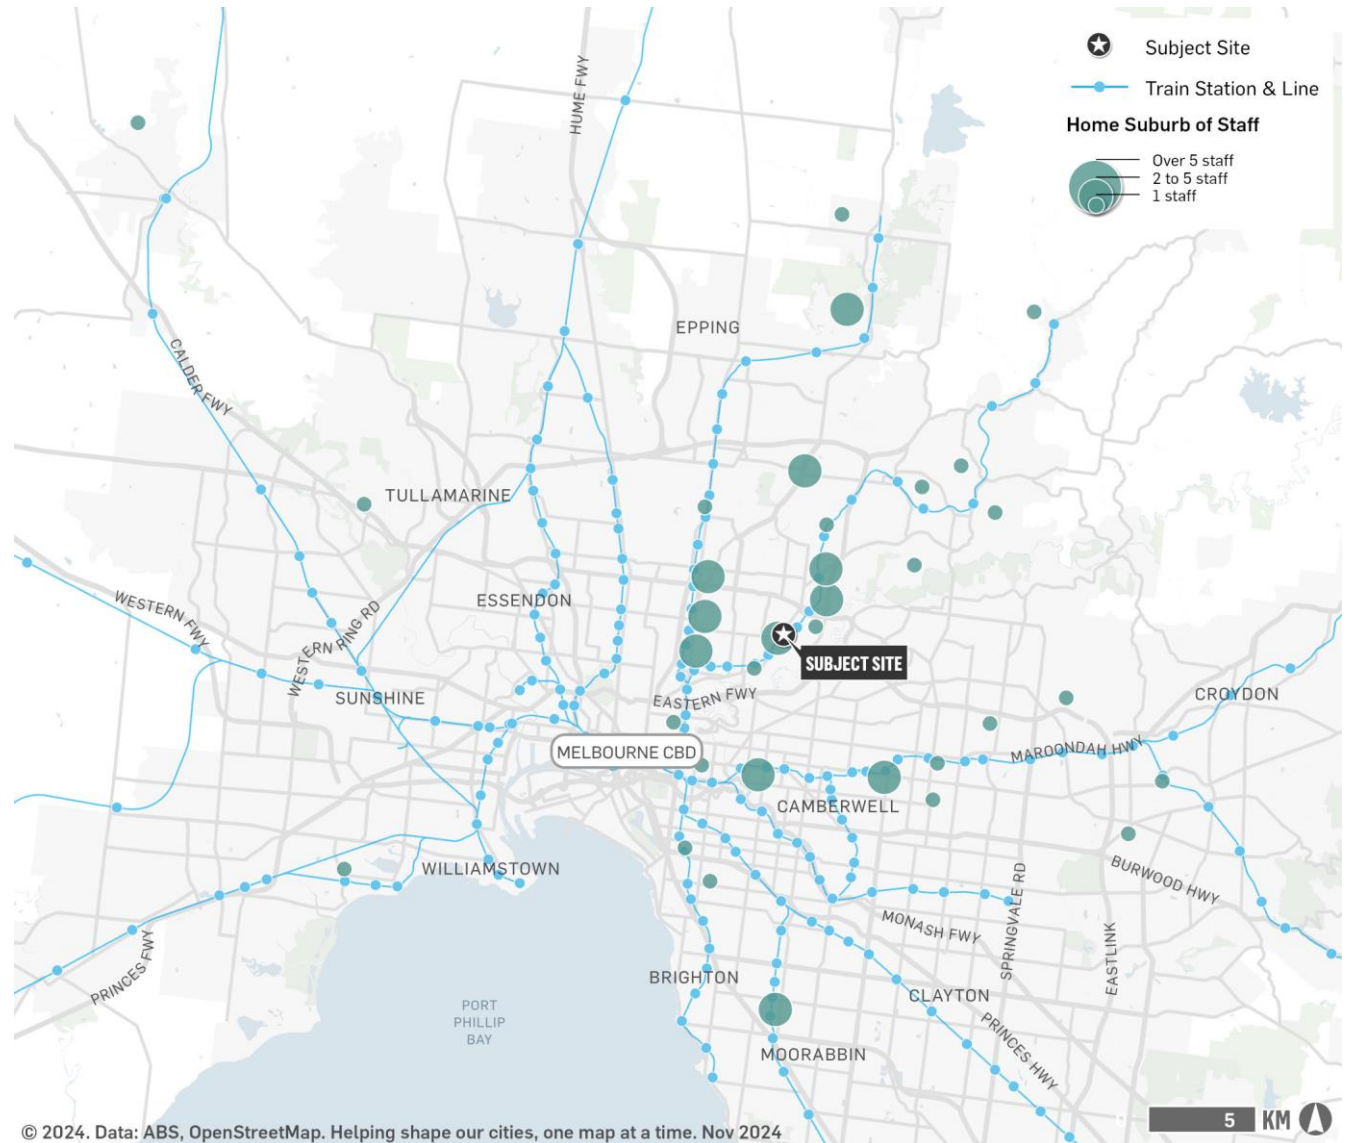 Subject Site
Train Station & Line
Home Suburb of Staff
Over 5 staff
2 to 5 staff
1 staff
HUME FWY
EPPING
CALDER FWY
TULLAMARINE
WESTERN FWY
WESTERN RING RD
ESSENDON
SUBJECT SITE
SUNSHINE
EASTERN FWY
CROYDON
MELBOURNE CBD
MAROONDAH HWY
CAMBERWELL
WILLIAMSTOWN
BURWOOD HWY
SPRINGVALE RD
MONASH FWY
EASTLINK
PRINCES FWY
BRIGHTON
CLAYTON
PORT
PHILLIP
BAY
PRINCES HWY
MOORABBIN
5 KM
© 2024. Data: ABS, OpenStreetMap. Helping shape our cities, one map at a time. Nov 2024